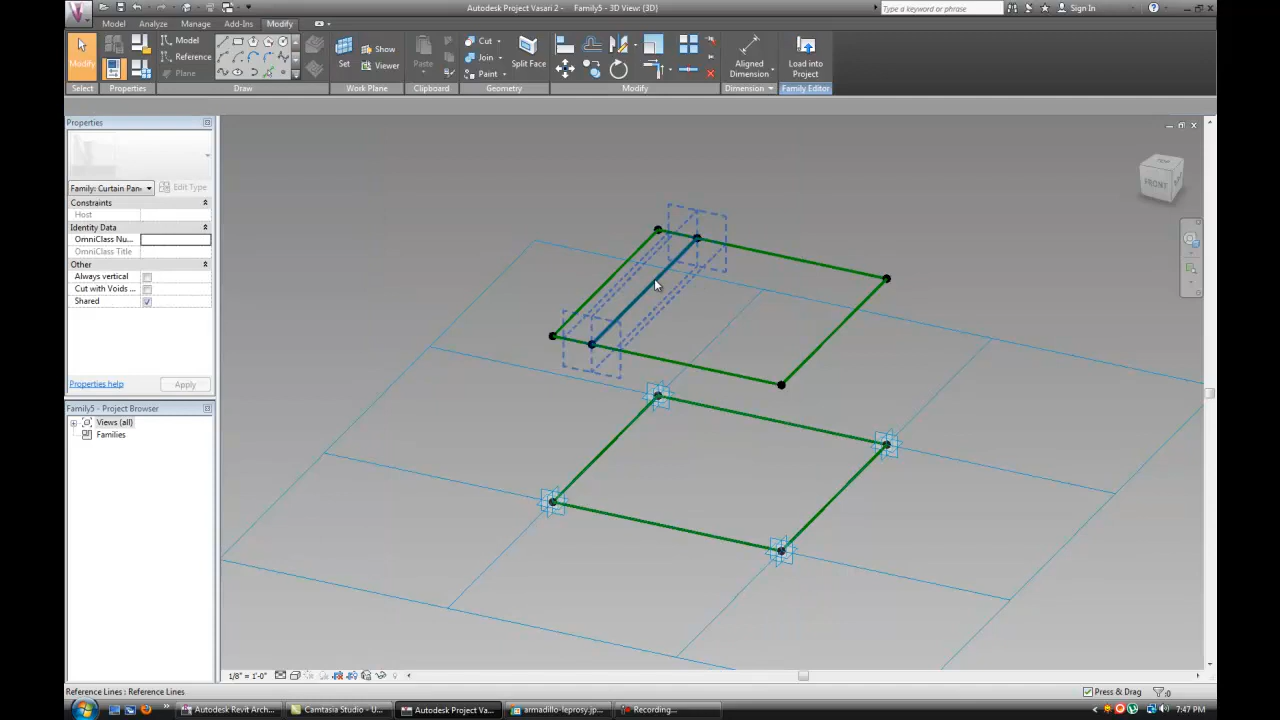 Autodesk Project Vasari 2 - Family5 - 3D View: {3D}
Type a keyword or phrase
Sign In
Model Analyze Manage Add-Ins Modify
Modify
Model
Reference
Plane
Set
Show
Viewer
Paste
Cut
Join
Paint
Split Face
Aligned
Dimension
Load into
Project
Select Properties Draw Work Plane Clipboard Geometry Modify Dimension Family Editor
Properties
Family: Curtain Pan
Edit Type
Constraints
Host
Identity Data
OmniClass Nu...
OmniClass Title
Other
Always vertical
Cut with Voids ...
Shared
Properties help
Apply
Family5 - Project Browser
Views (all)
Families
FRONT
1/8" = 1'-0"
Reference Lines : Reference Lines
Press & Drag
:0
Autodesk Revit Arch...
Camtasia Studio - U...
Autodesk Project Va...
armadillo-leprosy.jp...
Recording...
7:47 PM